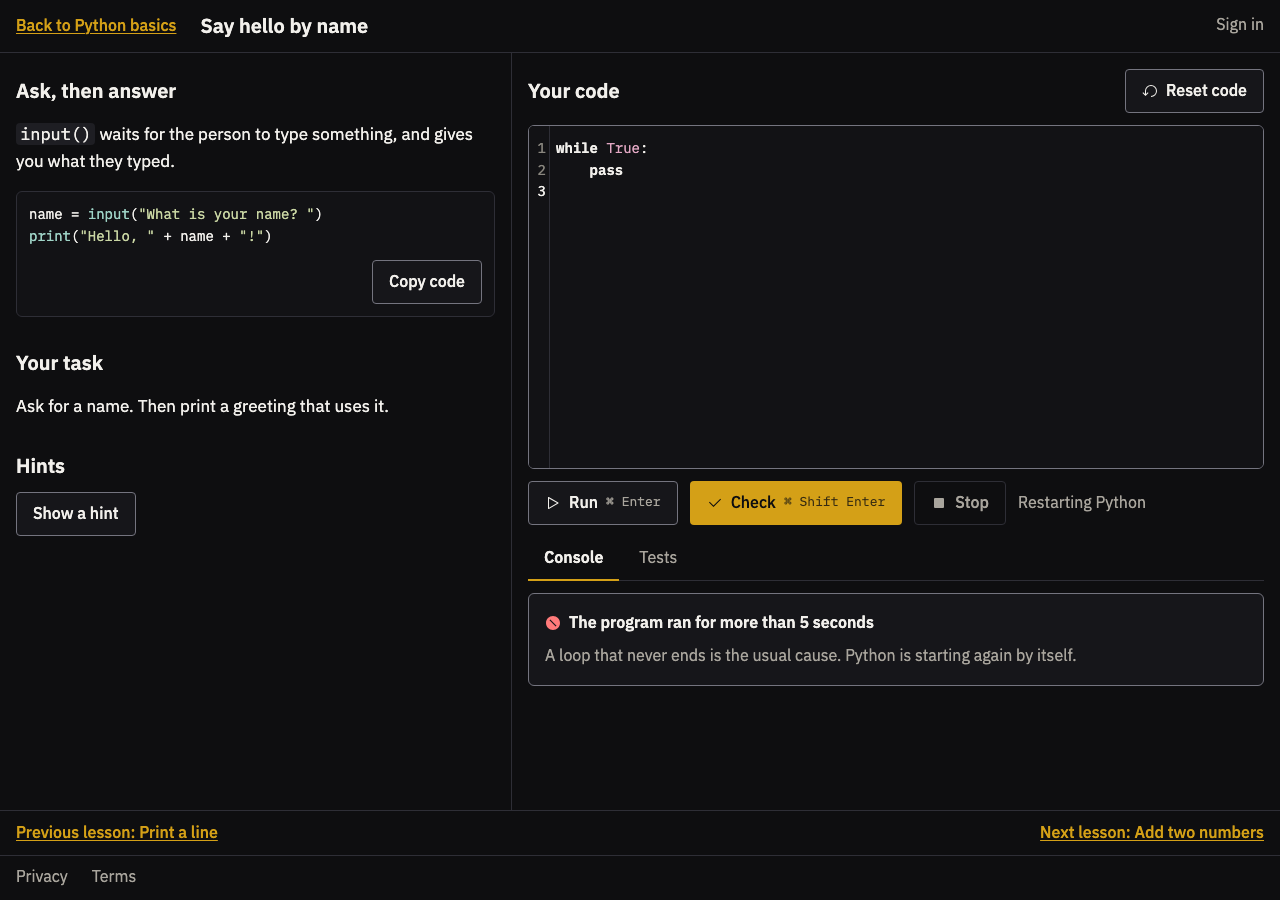 Back to Python basics
Say hello by name
Sign in
Ask, then answer
input() waits for the person to type something, and gives
you what they typed.
name = input("What is your name? ")
print("Hello, " + name + "!")
Copy code
Your task
Ask for a name. Then print a greeting that uses it.
Hints
Show a hint
Your code
Reset code
1 while True:
2     pass
3
Run ⌘ Enter
Check ⌘ Shift Enter
Stop
Restarting Python
Console
Tests
The program ran for more than 5 seconds
A loop that never ends is the usual cause. Python is starting again by itself.
Previous lesson: Print a line
Next lesson: Add two numbers
Privacy
Terms